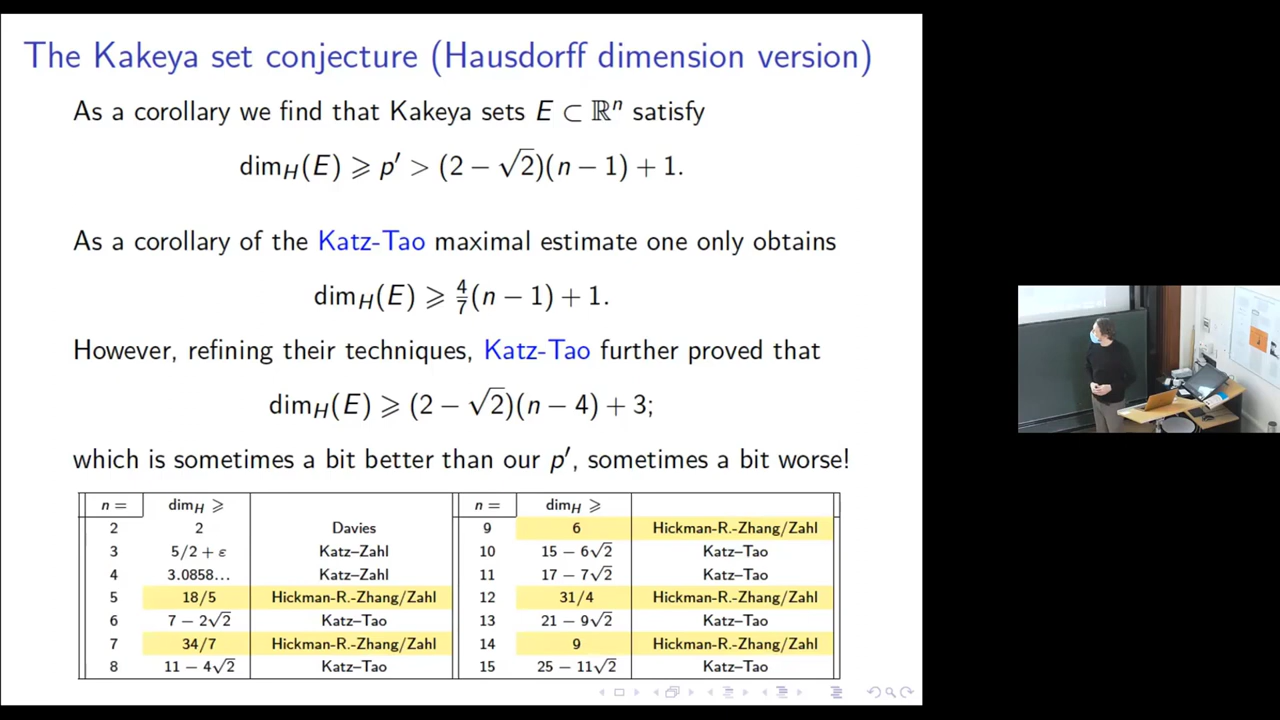 The Kakeya set conjecture (Hausdorff dimension version)
As a corollary we find that Kakeya sets E ⊂ ℝⁿ satisfy
dim_H(E) ⩾ p′ > (2 − √2)(n − 1) + 1.
As a corollary of the Katz-Tao maximal estimate one only obtains
dim_H(E) ⩾ 4/7(n − 1) + 1.
However, refining their techniques, Katz-Tao further proved that
dim_H(E) ⩾ (2 − √2)(n − 4) + 3;
which is sometimes a bit better than our p′, sometimes a bit worse!
n = dim_H ⩾ n = dim_H ⩾
2 2 Davies 9 6 Hickman-R.-Zhang/Zahl
3 5/2 + ε Katz–Zahl 10 15 − 6√2 Katz–Tao
4 3.0858... Katz–Zahl 11 17 − 7√2 Katz–Tao
5 18/5 Hickman-R.-Zhang/Zahl 12 31/4 Hickman-R.-Zhang/Zahl
6 7 − 2√2 Katz–Tao 13 21 − 9√2 Katz–Tao
7 34/7 Hickman-R.-Zhang/Zahl 14 9 Hickman-R.-Zhang/Zahl
8 11 − 4√2 Katz–Tao 15 25 − 11√2 Katz–Tao